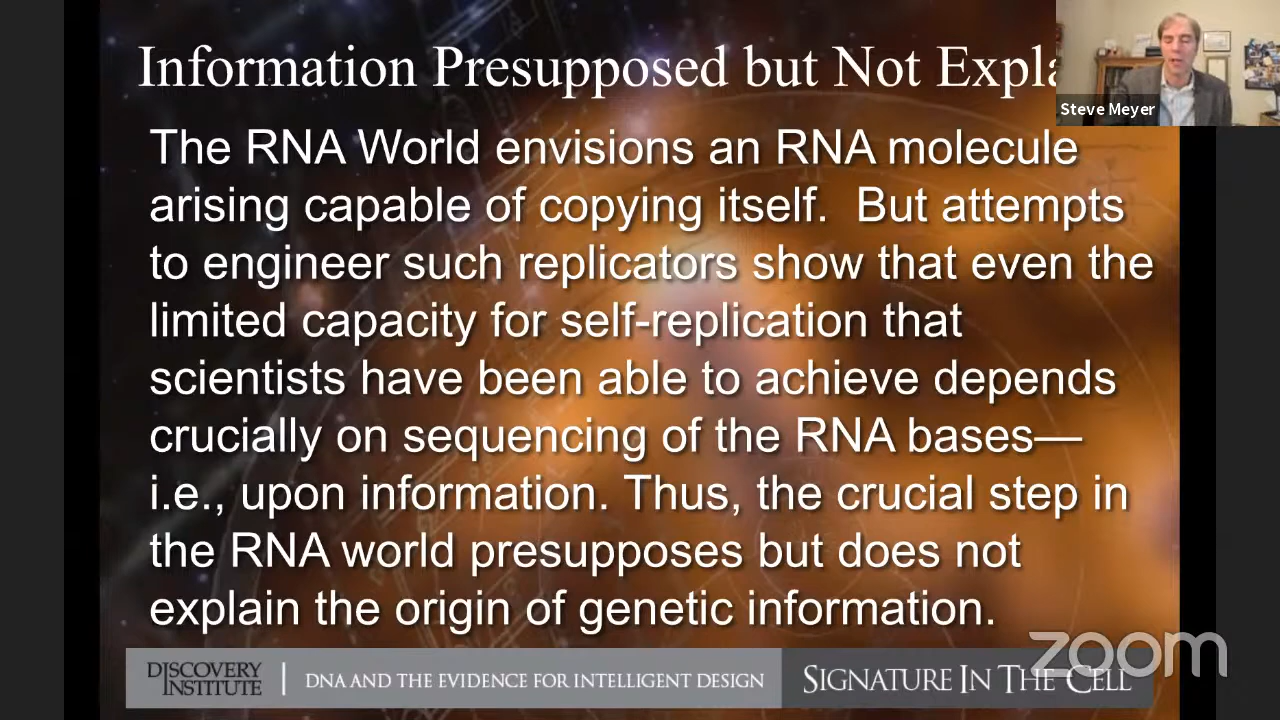 Information Presupposed but Not Expla
Steve Meyer
The RNA World envisions an RNA molecule
arising capable of copying itself.  But attempts
to engineer such replicators show that even the
limited capacity for self-replication that
scientists have been able to achieve depends
crucially on sequencing of the RNA bases—
i.e., upon information. Thus, the crucial step in
the RNA world presupposes but does not
explain the origin of genetic information.
DISCOVERY
INSTITUTE
DNA AND THE EVIDENCE FOR INTELLIGENT DESIGN
SIGNATURE IN THE CELL
zoom